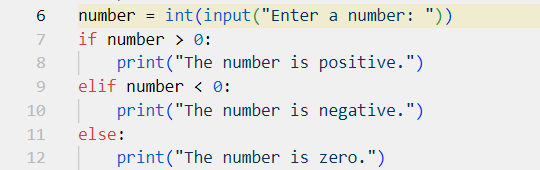 6 number = int(input("Enter a number: "))
7 if number > 0:
8     print("The number is positive.")
9 elif number < 0:
10     print("The number is negative.")
11 else:
12     print("The number is zero.")